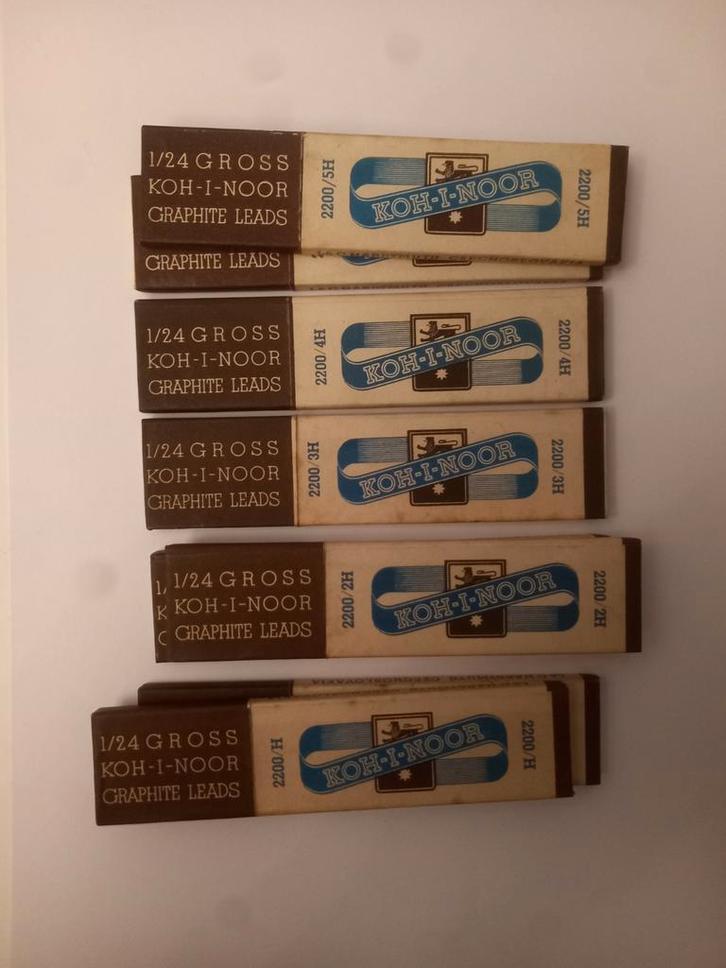 1/24 GROSS
KOH-I-NOOR
GRAPHITE LEADS
2200/5H
KOH-I-NOOR
2200/5H
GRAPHITE LEADS
1/24 GROSS
KOH-I-NOOR
GRAPHITE LEADS
2200/4H
KOH-I-NOOR
2200/4H
1/24 GROSS
KOH-I-NOOR
GRAPHITE LEADS
2200/3H
KOH-I-NOOR
2200/3H
1/24 GROSS
KOH-I-NOOR
GRAPHITE LEADS
2200/2H
KOH-I-NOOR
2200/2H
1/24 GROSS
KOH-I-NOOR
GRAPHITE LEADS
2200/H
KOH-I-NOOR
2200/H